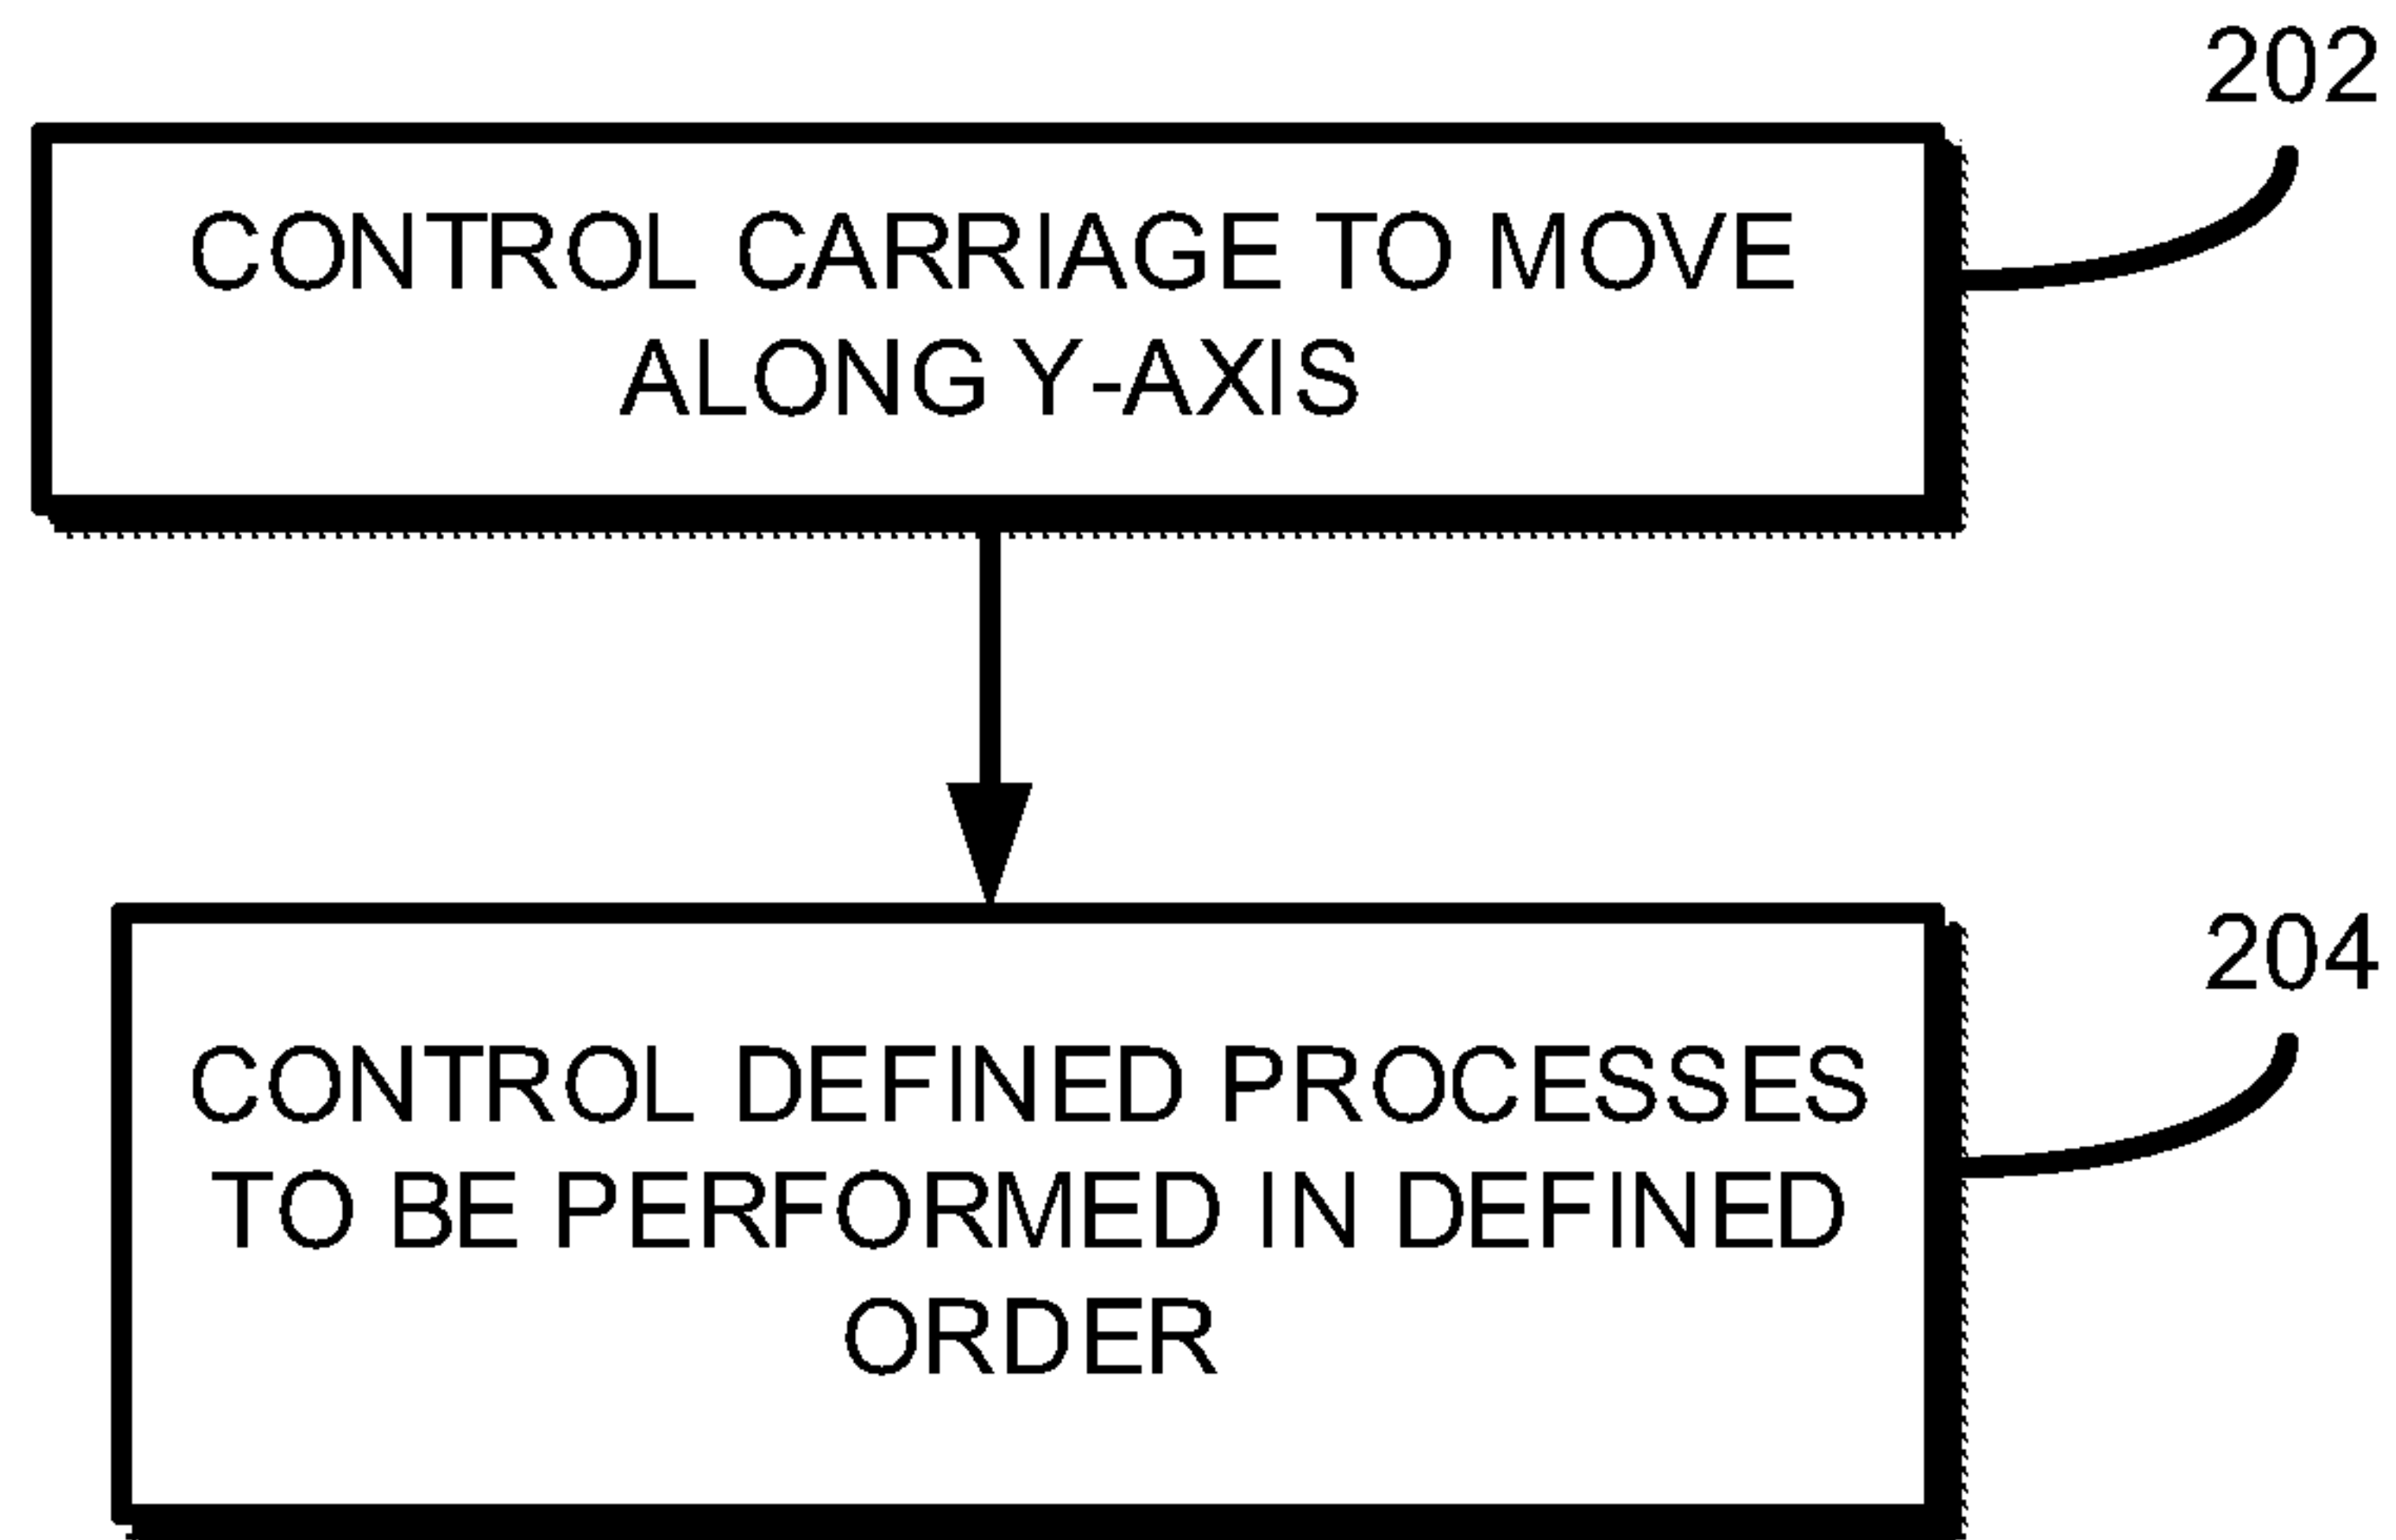 202
CONTROL CARRIAGE TO MOVE
ALONG Y-AXIS
204
CONTROL DEFINED PROCESSES
TO BE PERFORMED IN DEFINED
ORDER